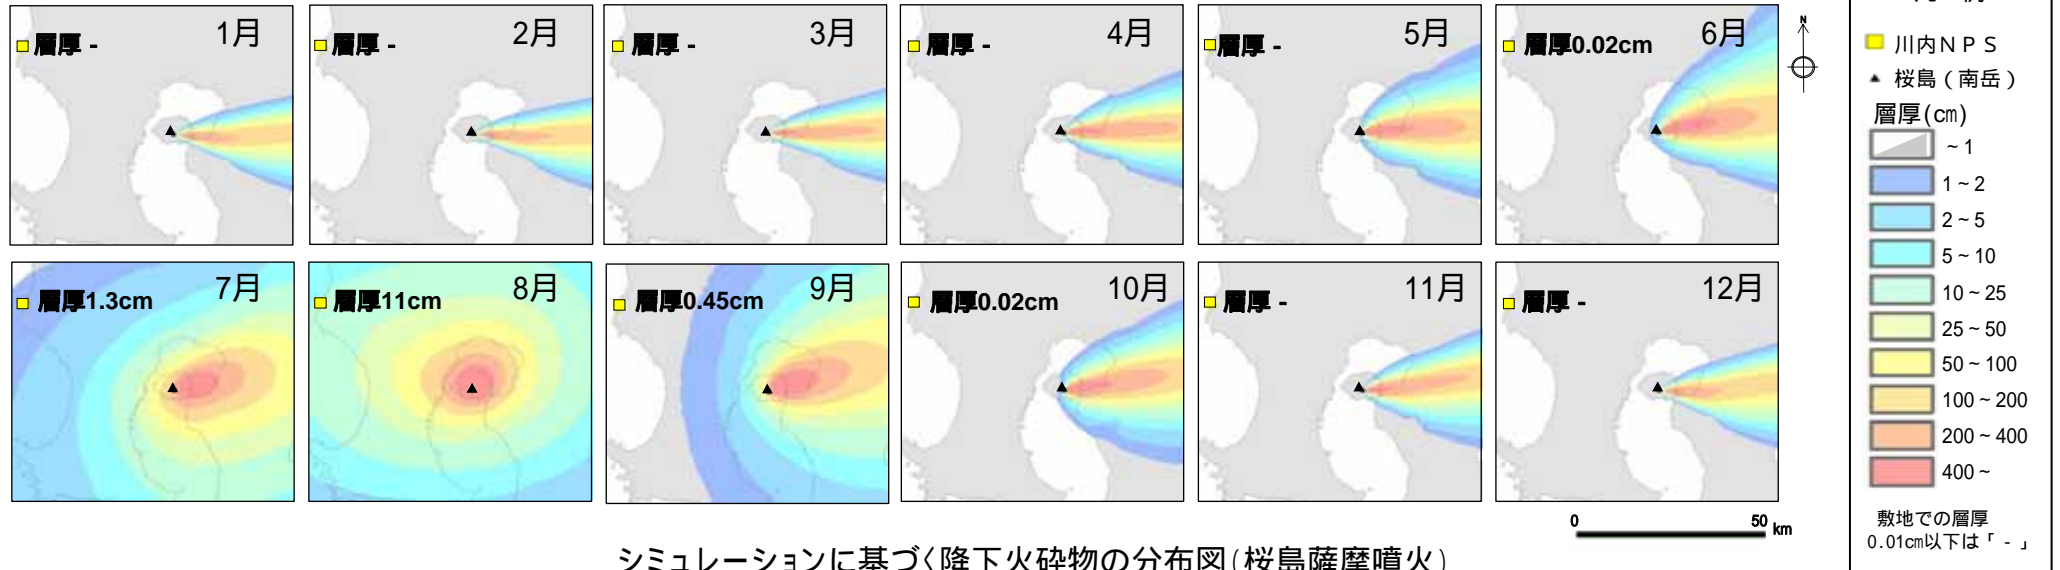 層厚 -
1月
層厚 -
2月
層厚 -
3月
層厚 -
4月
層厚 -
5月
層厚0.02cm
6月
層厚1.3cm
7月
層厚11cm
8月
層厚0.45cm
9月
層厚0.02cm
10月
層厚 -
11月
層厚 -
12月
N
0 50 km
シミュレーションに基づく降下火砕物の分布図(桜島薩摩噴火)
川内ＮＰＳ
桜島（南岳）
層厚(㎝)
~1
1~2
2~5
5~10
10~25
25~50
50~100
100~200
200~400
400~
敷地での層厚
0.01㎝以下は「 - 」